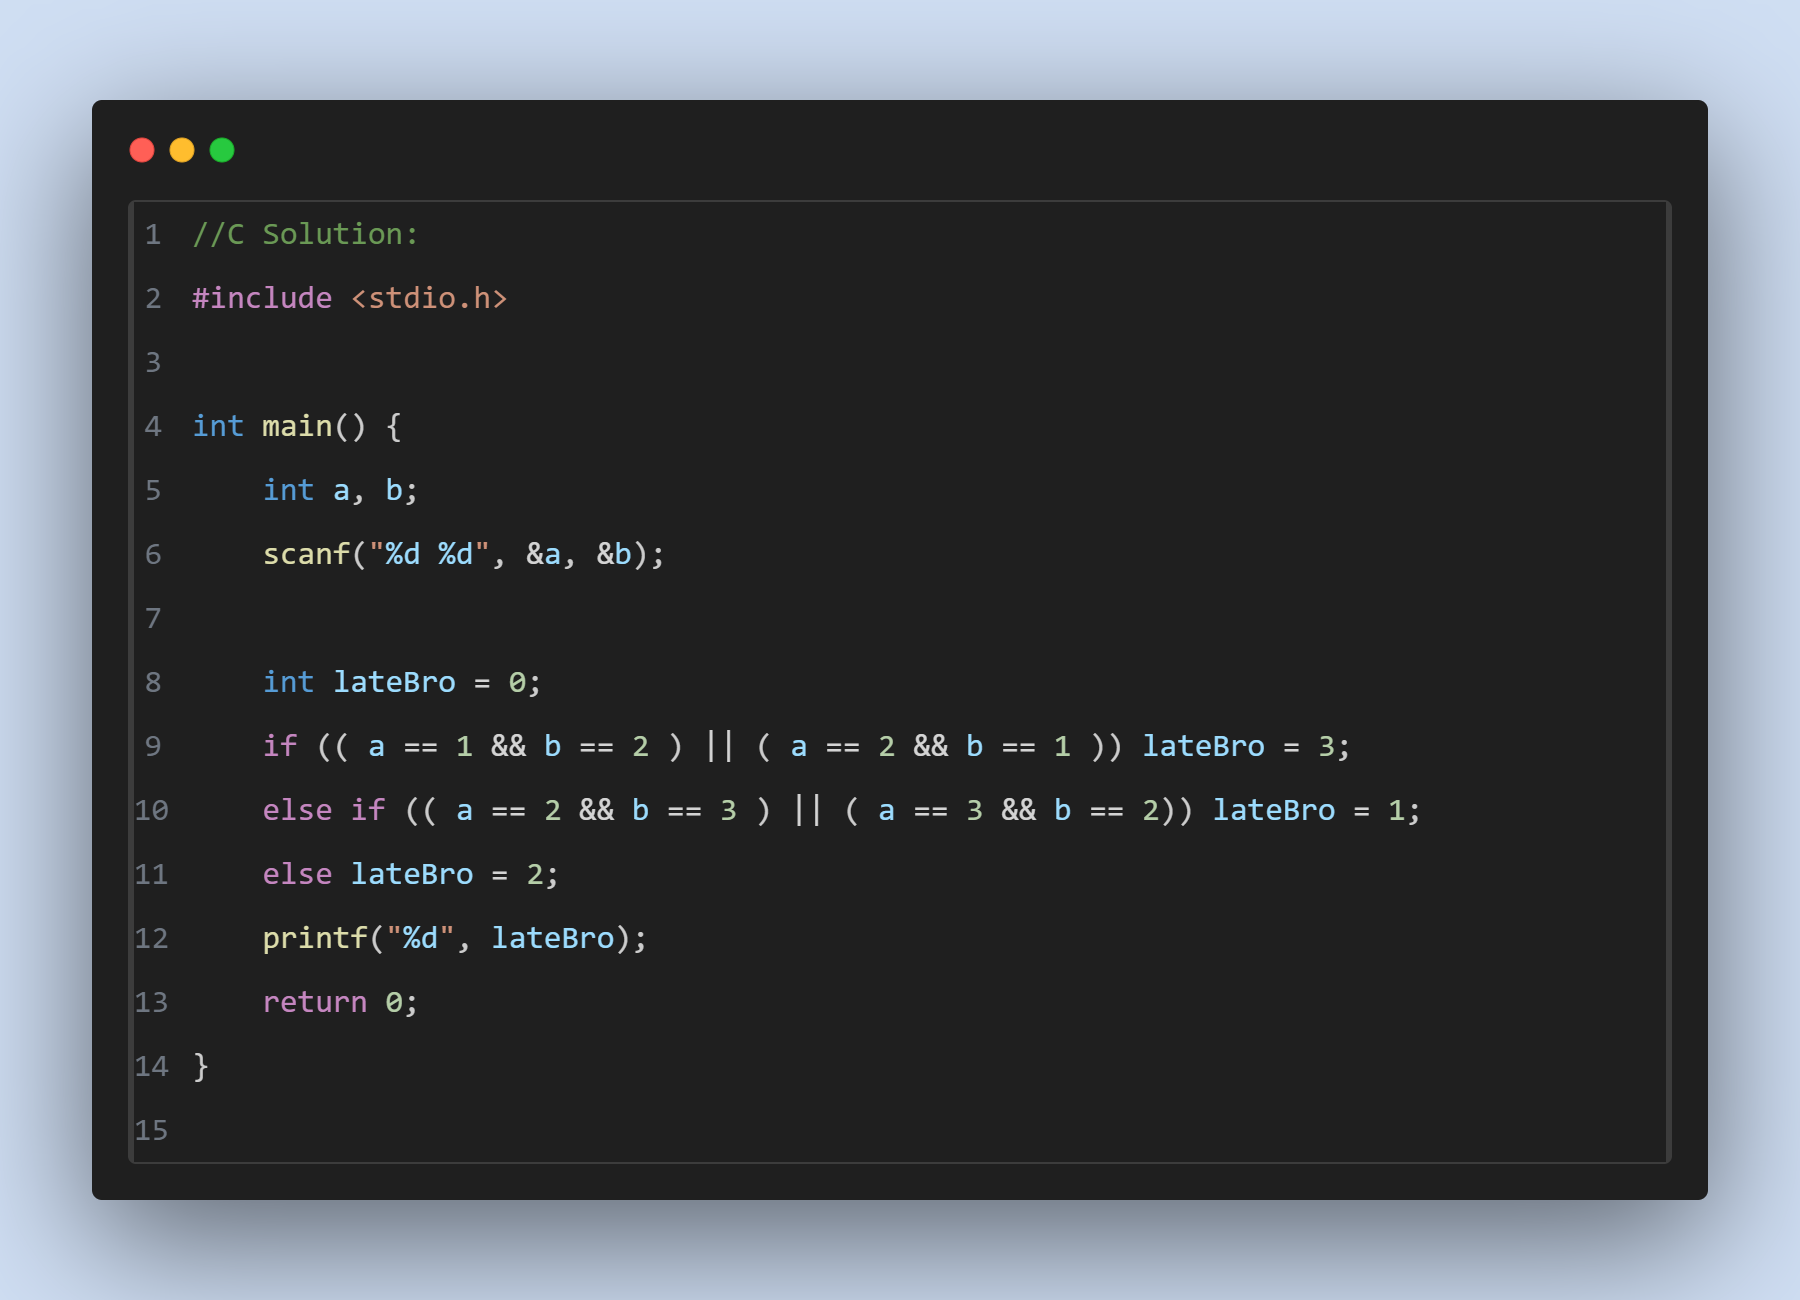 1 //C Solution:
2 #include <stdio.h>
3
4 int main() {
5     int a, b;
6     scanf("%d %d", &a, &b);
7
8     int lateBro = 0;
9     if (( a == 1 && b == 2 ) || ( a == 2 && b == 1 )) lateBro = 3;
10     else if (( a == 2 && b == 3 ) || ( a == 3 && b == 2)) lateBro = 1;
11     else lateBro = 2;
12     printf("%d", lateBro);
13     return 0;
14 }
15